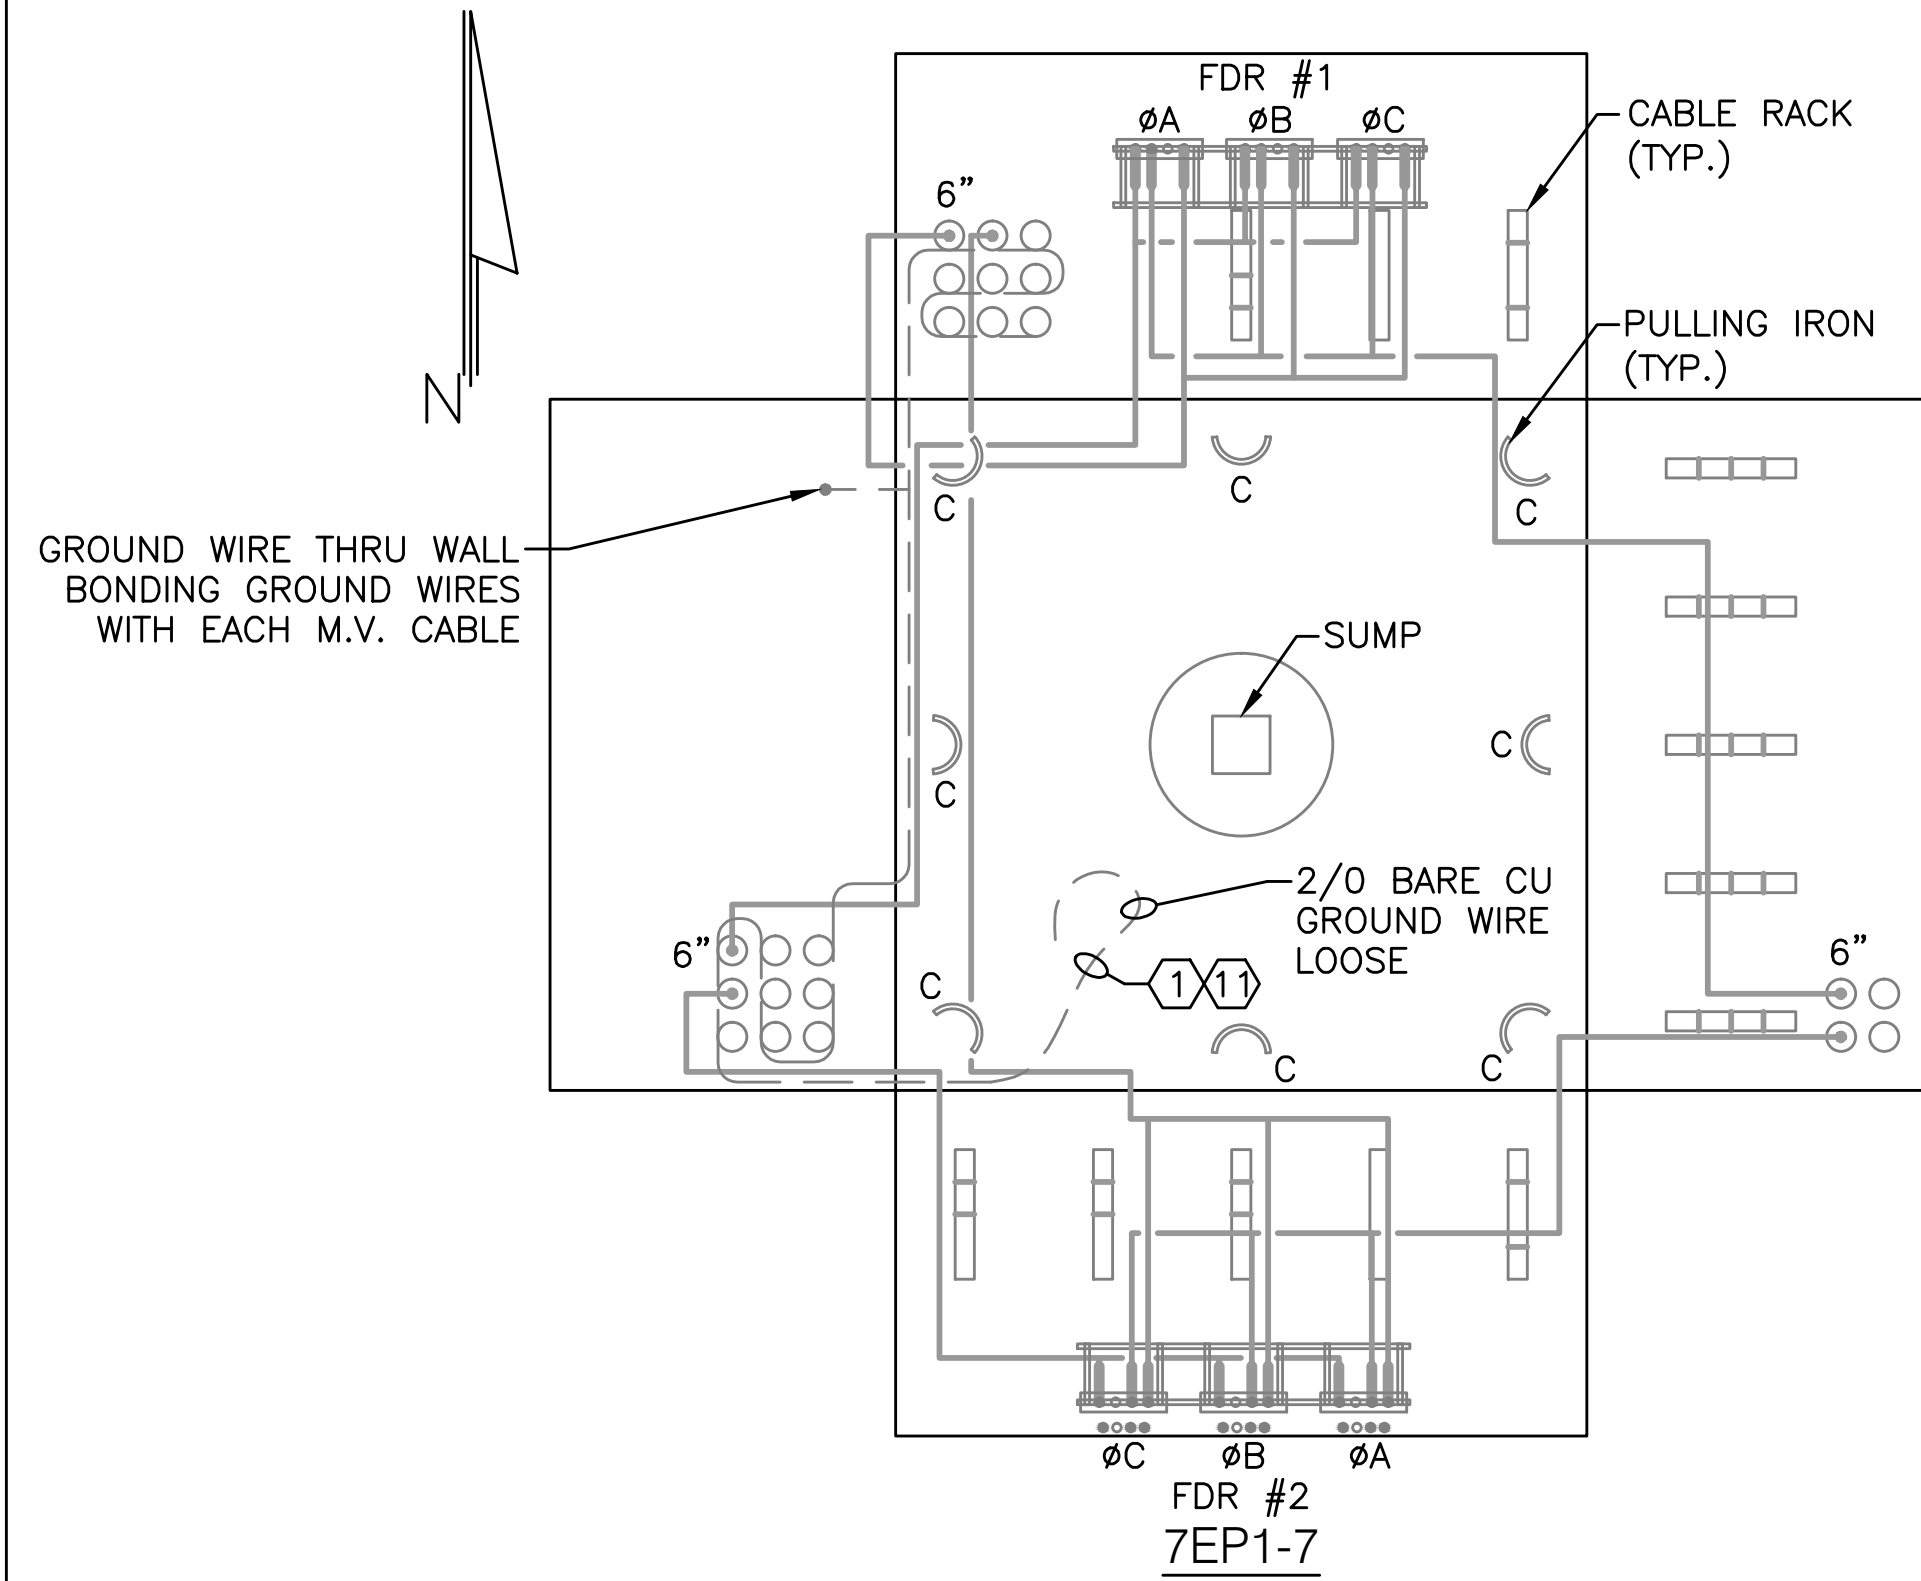 FDR #1
øA øB øC
CABLE RACK
(TYP.)
6”
PULLING IRON
(TYP.)
N
C
C
C
GROUND WIRE THRU WALL
BONDING GROUND WIRES
WITH EACH M.V. CABLE
SUMP
C
C
2/0 BARE CU
GROUND WIRE
LOOSE
6”
6”
C
1 11
C
C
øC øB øA
FDR #2
7EP1-7